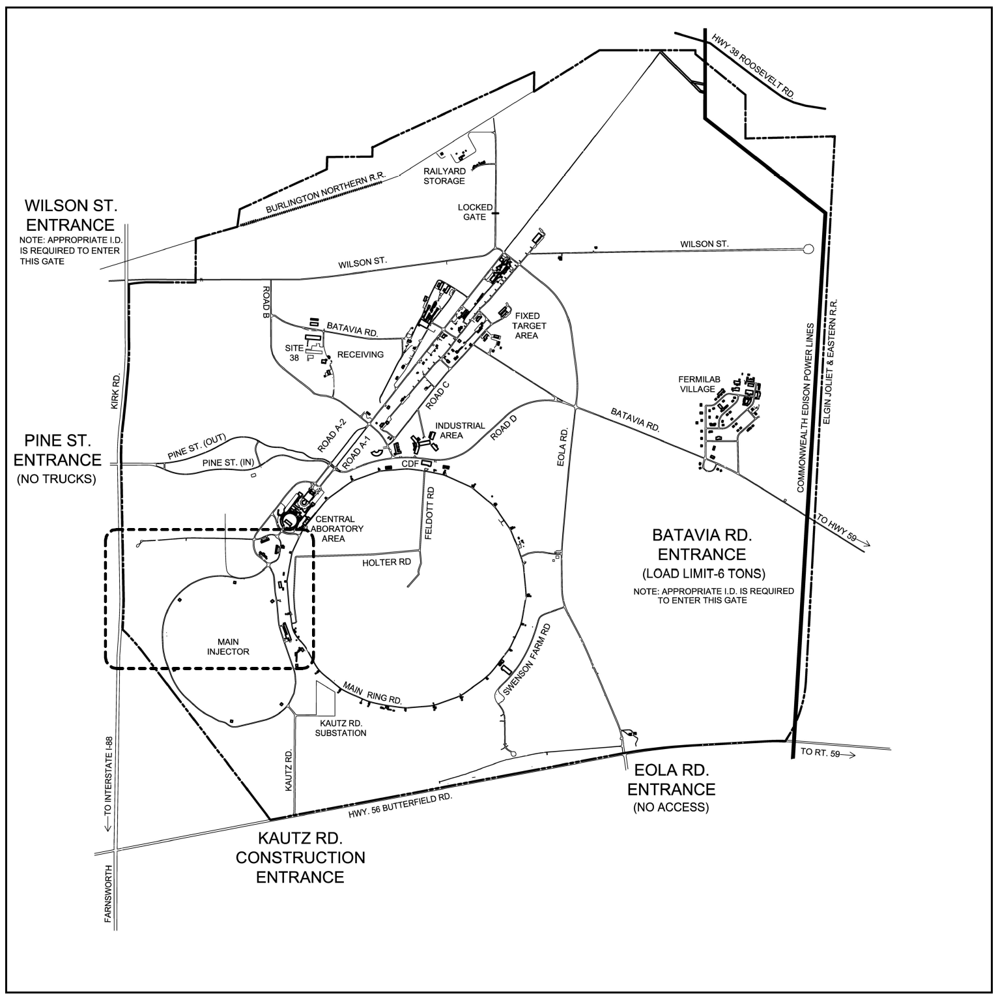 HWY 38 ROOSEVELT RD.
RAILYARD
STORAGE
BURLINGTON NORTHERN R.R.
LOCKED
GATE
WILSON ST.
ENTRANCE
NOTE: APPROPRIATE I.D.
IS REQUIRED TO ENTER
THIS GATE
WILSON ST.
WILSON ST.
ROAD B
BATAVIA RD.
SITE
38
RECEIVING
FIXED
TARGET
AREA
KIRK RD.
ROAD C
FERMILAB
VILLAGE
COMMONWEALTH EDISON POWER LINES
ELGIN JOLIET & EASTERN R.R.
PINE ST.
ENTRANCE
(NO TRUCKS)
PINE ST. (OUT)
PINE ST. (IN)
ROAD A-2
ROAD A-1
INDUSTRIAL
AREA
ROAD D
BATAVIA RD.
EOLA RD.
CDF
FELDOTT RD
CENTRAL
ABORATORY
AREA
HOLTER RD
TO HWY 59
BATAVIA RD.
ENTRANCE
(LOAD LIMIT-6 TONS)
NOTE: APPROPRIATE I.D. IS REQUIRED
TO ENTER THIS GATE
MAIN
INJECTOR
SWENSON FARM RD
MAIN RING RD.
KAUTZ RD.
SUBSTATION
KAUTZ RD.
TO INTERSTATE I-88
TO RT. 59
EOLA RD.
ENTRANCE
(NO ACCESS)
HWY. 56 BUTTERFIELD RD.
KAUTZ RD.
CONSTRUCTION
ENTRANCE
FARNSWORTH